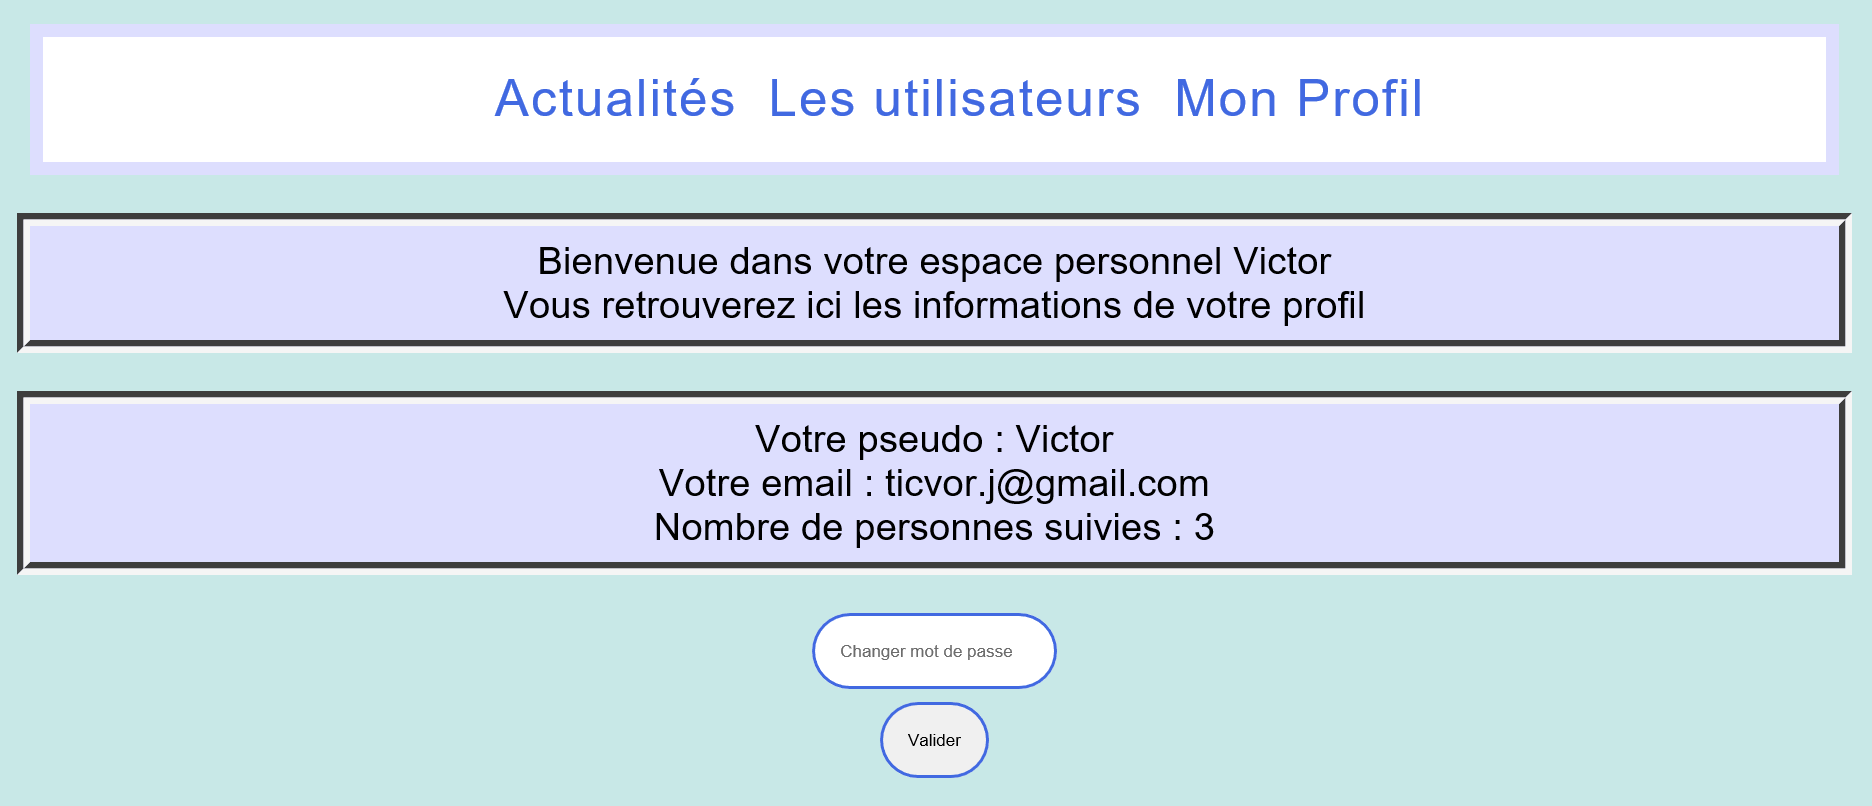 Actualités Les utilisateurs Mon Profil
Bienvenue dans votre espace personnel Victor
Vous retrouverez ici les informations de votre profil
Votre pseudo : Victor
Votre email : ticvor.j@gmail.com
Nombre de personnes suivies : 3
Changer mot de passe
Valider